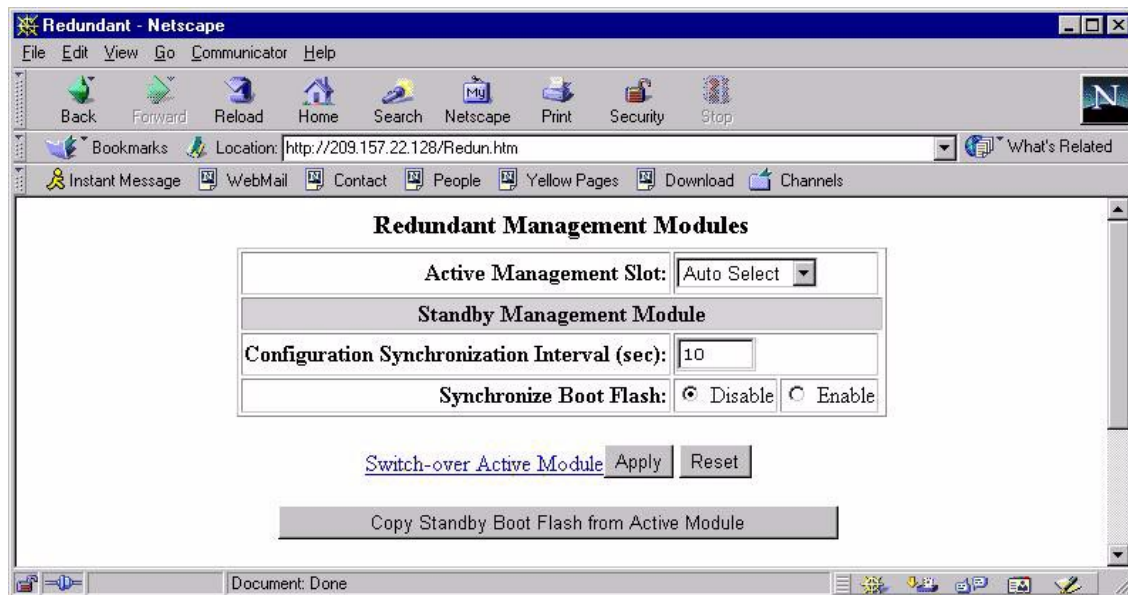 Redundant - Netscape
File Edit View Go Communicator Help
Back Forward Reload Home Search Netscape Print Security Stop
My
N
Bookmarks Location: http://209.157.22.128/Redun.htm What's Related
Instant Message WebMail Contact People Yellow Pages Download Channels
Redundant Management Modules
Active Management Slot: Auto Select
Standby Management Module
Configuration Synchronization Interval (sec): 10
Synchronize Boot Flash: Disable Enable
Switch-over Active Module Apply Reset
Copy Standby Boot Flash from Active Module
Document: Done